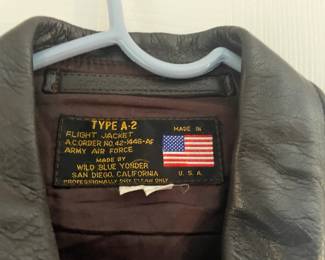 TYPE A-2
FLIGHT JACKET
A.C.ORDER NO. 42-1446-AF
ARMY AIR FORCE
MADE BY
WILD BLUE YONDER
SAN DIEGO, CALIFORNIA
PROFESSIONALLY DRY CLEAN ONLY
MADE IN
U.S.A.